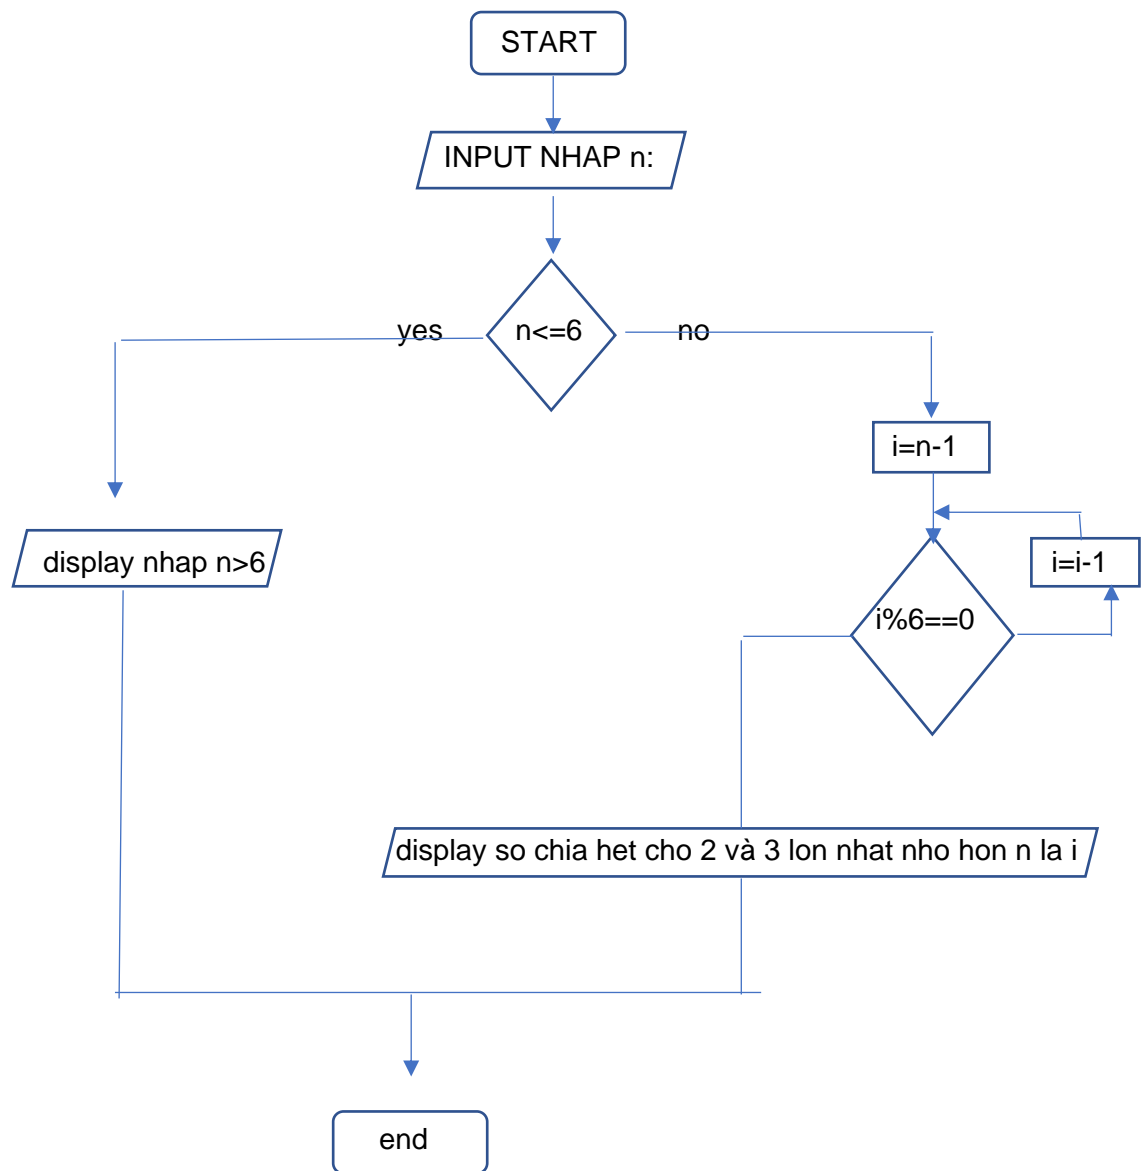 START
INPUT NHAP n:
yes
n<=6
no
i=n-1
display nhap n>6
i=i-1
i%6==0
display so chia het cho 2 và 3 lon nhat nho hon n la i
end